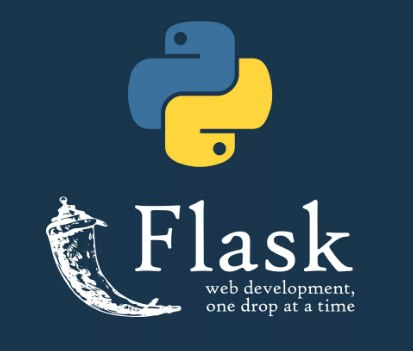 Flask
web development,
one drop at a time